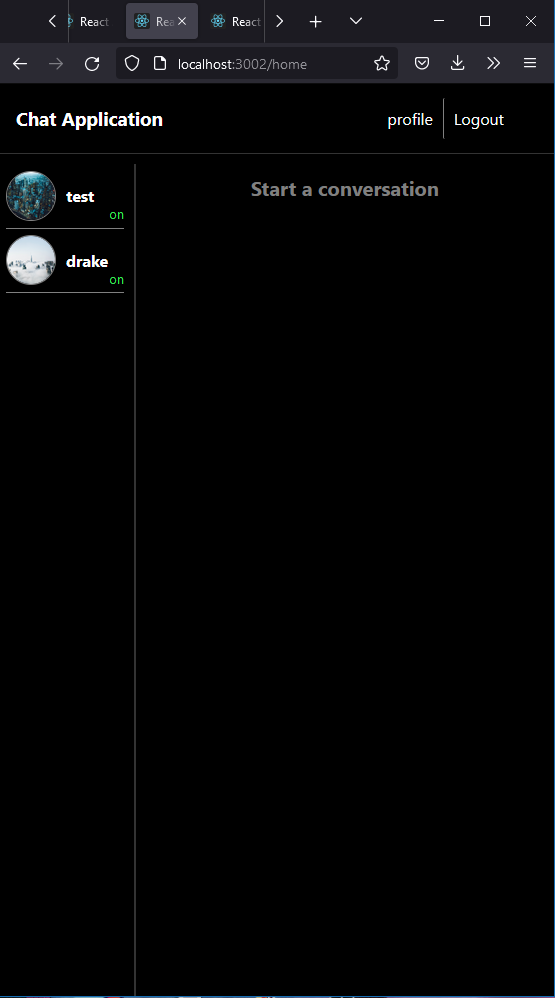 React
Rea
React
localhost:3002/home
Chat Application
profile
Logout
test
on
drake
on
Start a conversation